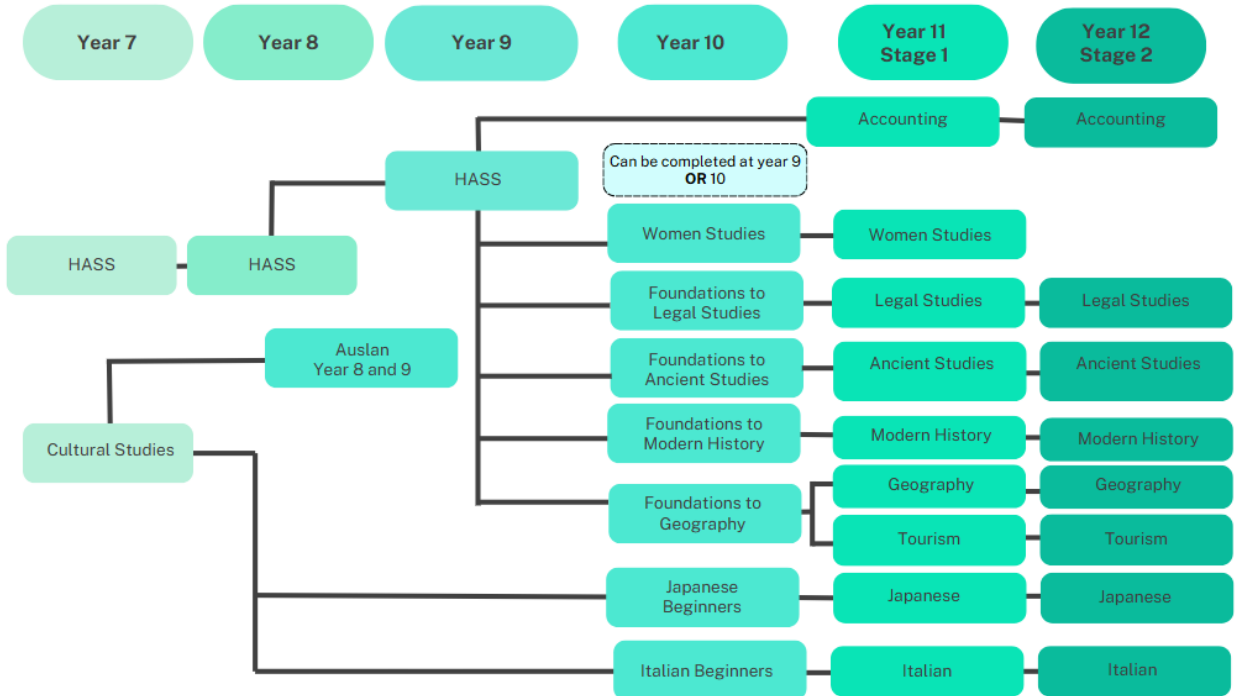 Year 7
Year 8
Year 9
Year 10
Year 11
Stage 1
Year 12
Stage 2
Accounting
Accounting
Can be completed at year 9
OR 10
HASS
HASS
HASS
Women Studies
Women Studies
Foundations to
Legal Studies
Legal Studies
Legal Studies
Auslan
Year 8 and 9
Foundations to
Ancient Studies
Ancient Studies
Ancient Studies
Cultural Studies
Foundations to
Modern History
Modern History
Modern History
Foundations to
Geography
Geography
Geography
Tourism
Tourism
Japanese
Beginners
Japanese
Japanese
Italian Beginners
Italian
Italian